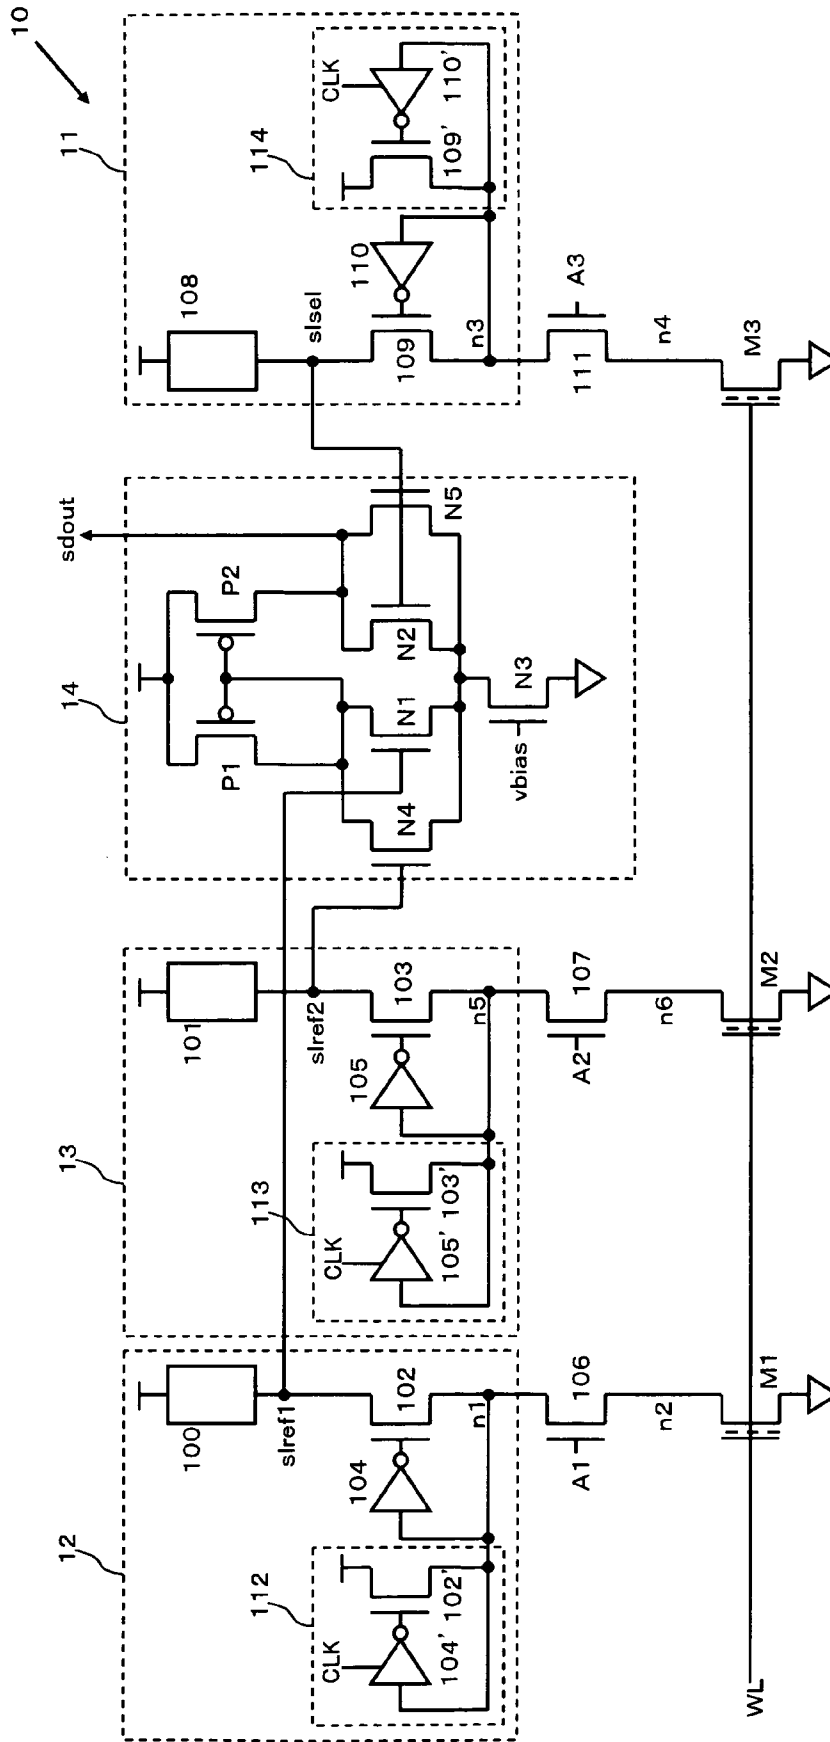 10
11
114
CLK
110'
109'
110
108
slsel
109
n3
A3
111
n4
M3
sdout
14
P2
P1
N5
N2
N1
N4
N3
vbias
13
101
slref2
103
105
113
CLK
103'
105'
n5
107
A2
n6
M2
12
100
slref1
102
104
112
CLK
102'
104'
n1
106
A1
n2
M1
WL